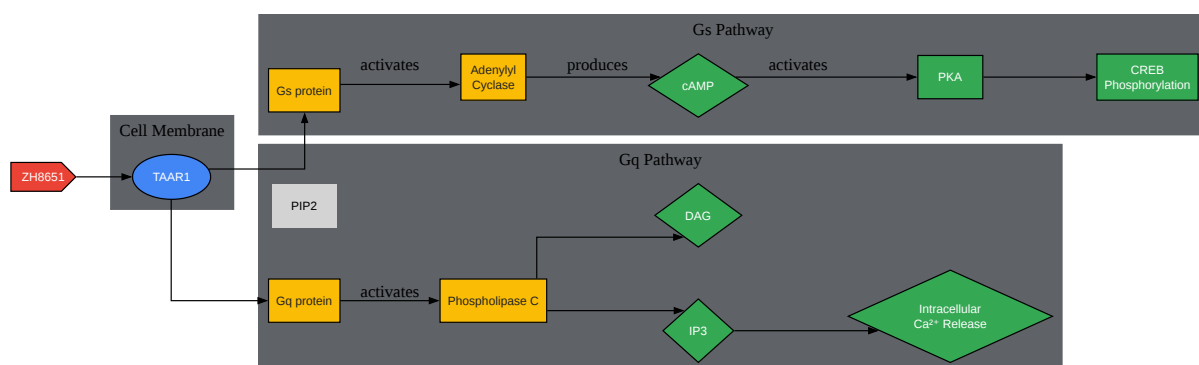 Gs Pathway
activates
Adenylyl
Cyclase
produces
cAMP
activates
PKA
CREB
Phosphorylation
Gs protein
Cell Membrane
ZH8651
TAAR1
Gq Pathway
PIP2
DAG
Gq protein
activates
Phospholipase C
IP3
Intracellular
Ca²⁺ Release